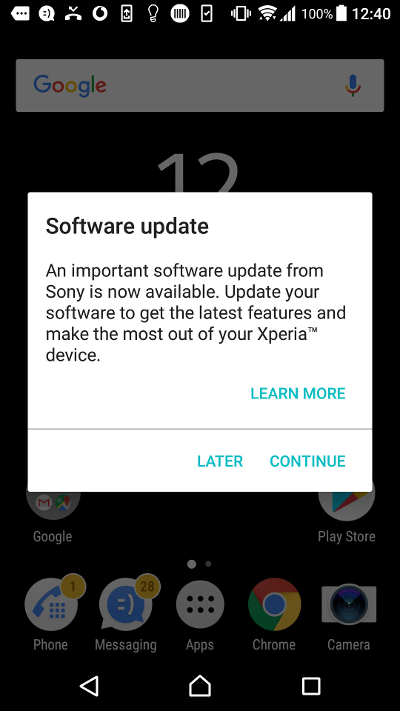 100% 12:40
Google
12
Software update
An important software update from
Sony is now available. Update your
software to get the latest features and
make the most out of your Xperia™
device.
LEARN MORE
LATER CONTINUE
Google Play Store
1 28
Phone Messaging Apps Chrome Camera